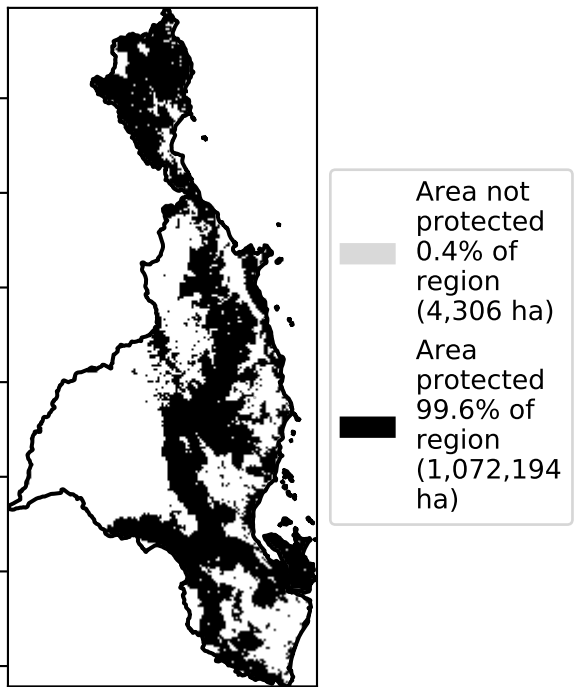 Area not
protected
0.4% of
region
(4,306 ha)
Area
protected
99.6% of
region
(1,072,194
ha)